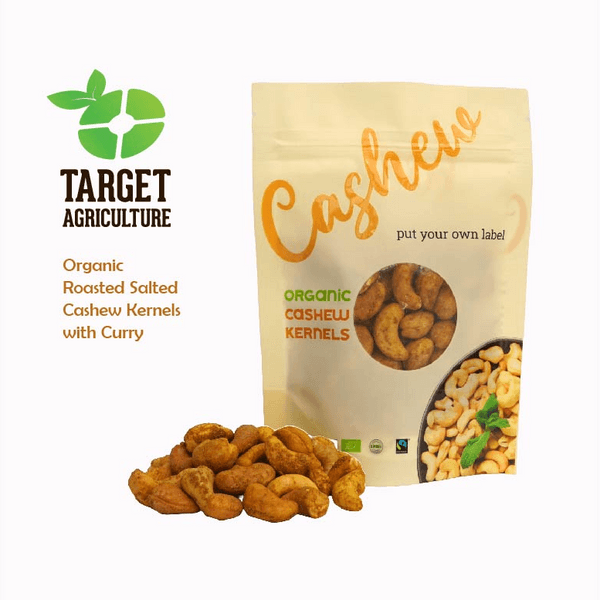 TARGET
AGRICULTURE
Organic
Roasted Salted
Cashew Kernels
with Curry
Cashew
put your own label
ORGANIC
CASHEW
KERNELS